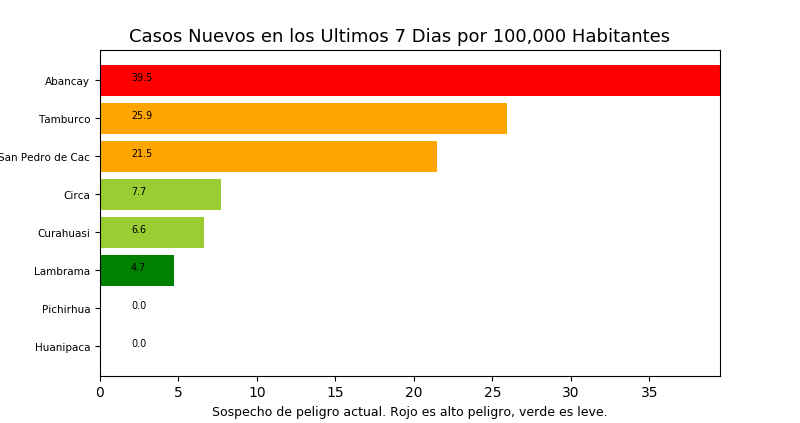 Casos Nuevos en los Ultimos 7 Dias por 100,000 Habitantes
Abancay 39.5
Tamburco 25.9
San Pedro de Cac 21.5
Circa 7.7
Curahuasi 6.6
Lambrama 4.7
Pichirhua 0.0
Huanipaca 0.0
0 5 10 15 20 25 30 35
Sospecho de peligro actual. Rojo es alto peligro, verde es leve.